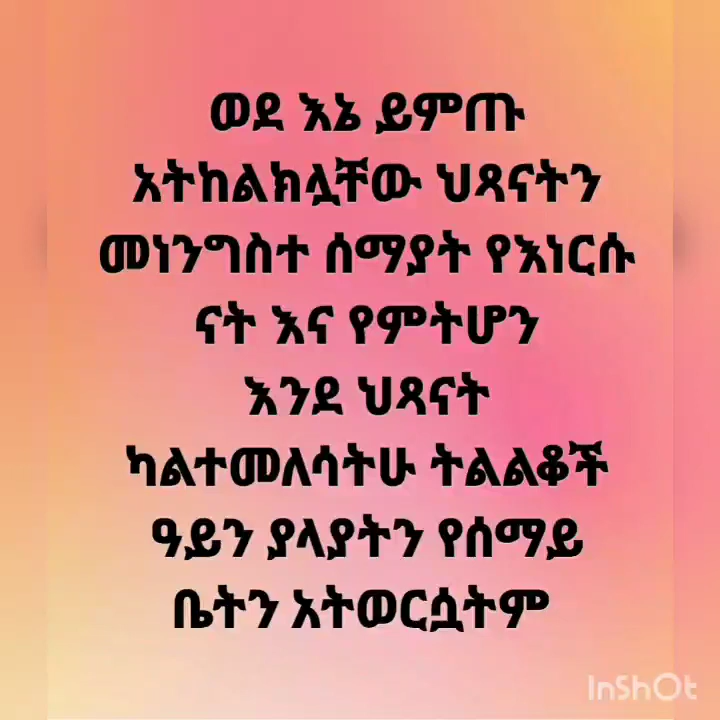 ወደ እኔ ይምጡ
አትከልክሏቸው ህጻናትን
መነንግስተ ሰማያት የእነርሱ
ናት እና የምትሆን
እንደ ህጻናት
ካልተመለሳትሁ ትልልቆች
ዓይን ያላያትን የሰማይ
ቤትን አትወርሷትም
InShOt